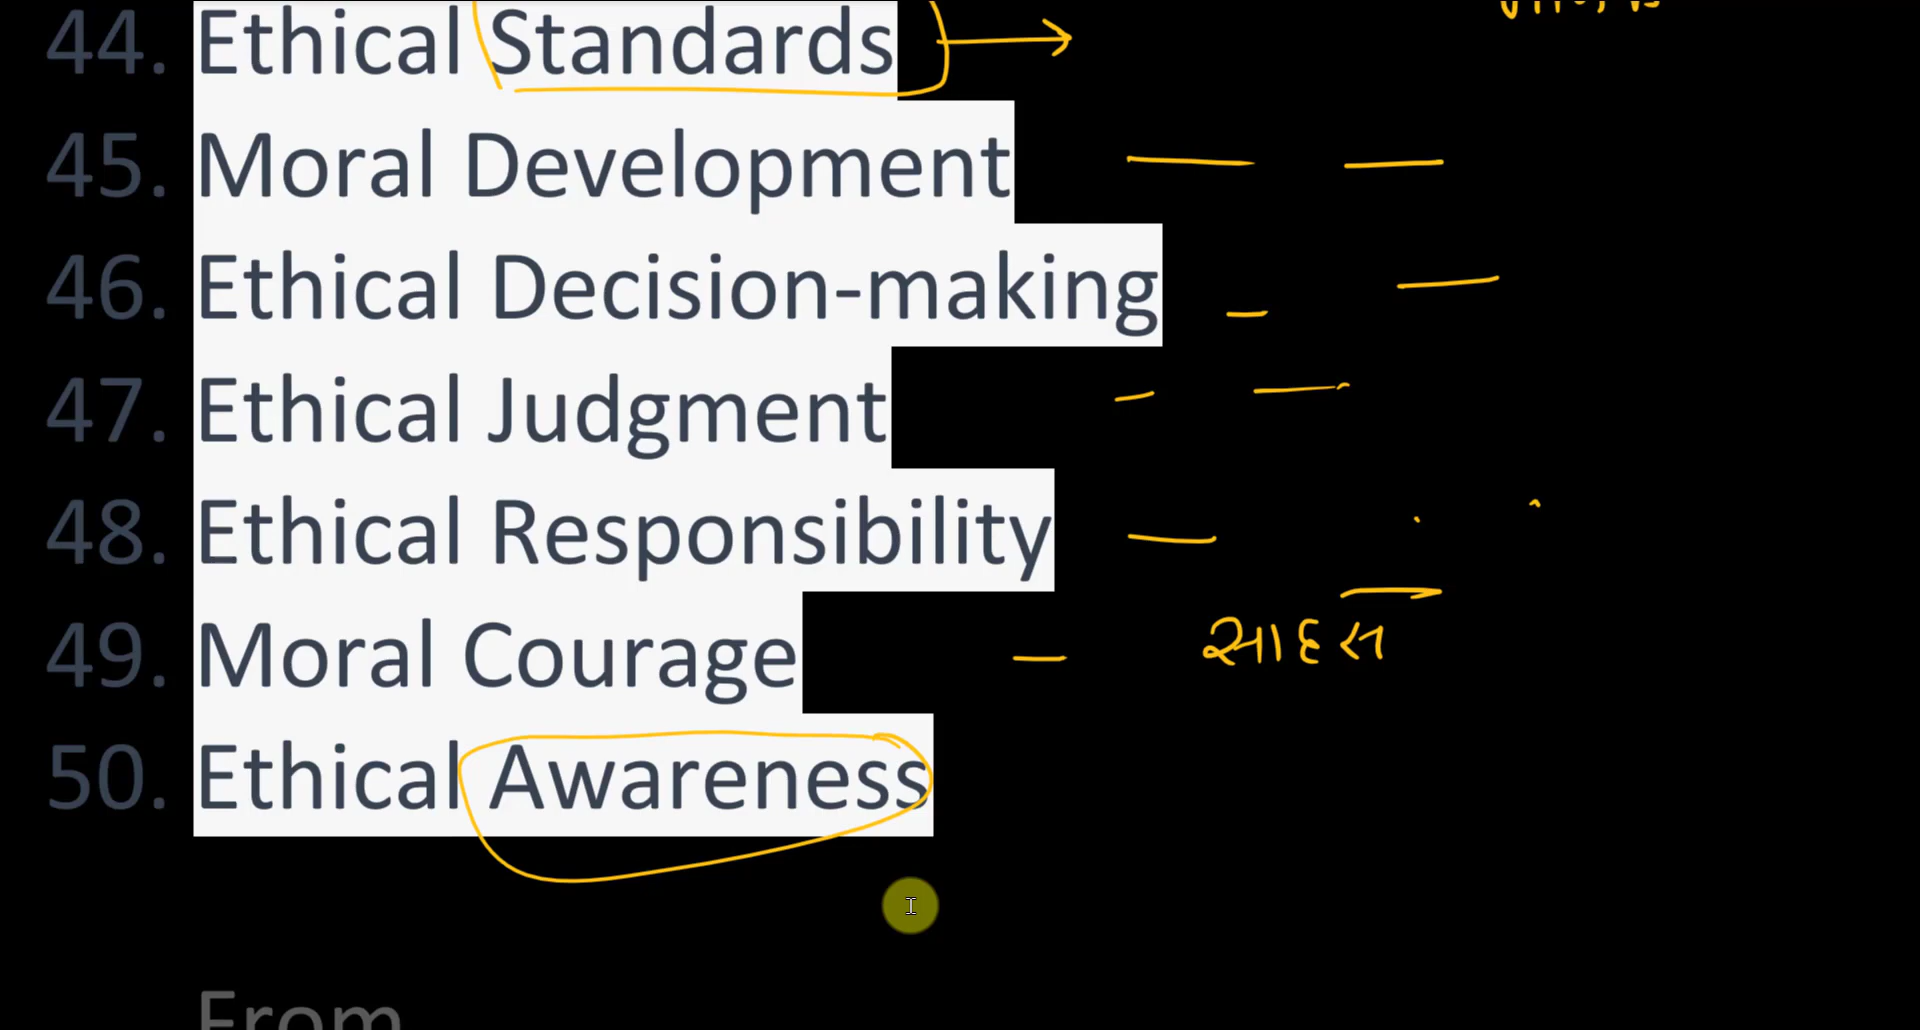 44. Ethical Standards
45. Moral Development
46. Ethical Decision-making
47. Ethical Judgment
48. Ethical Responsibility
49. Moral Courage સાહસ
50. Ethical Awareness
From